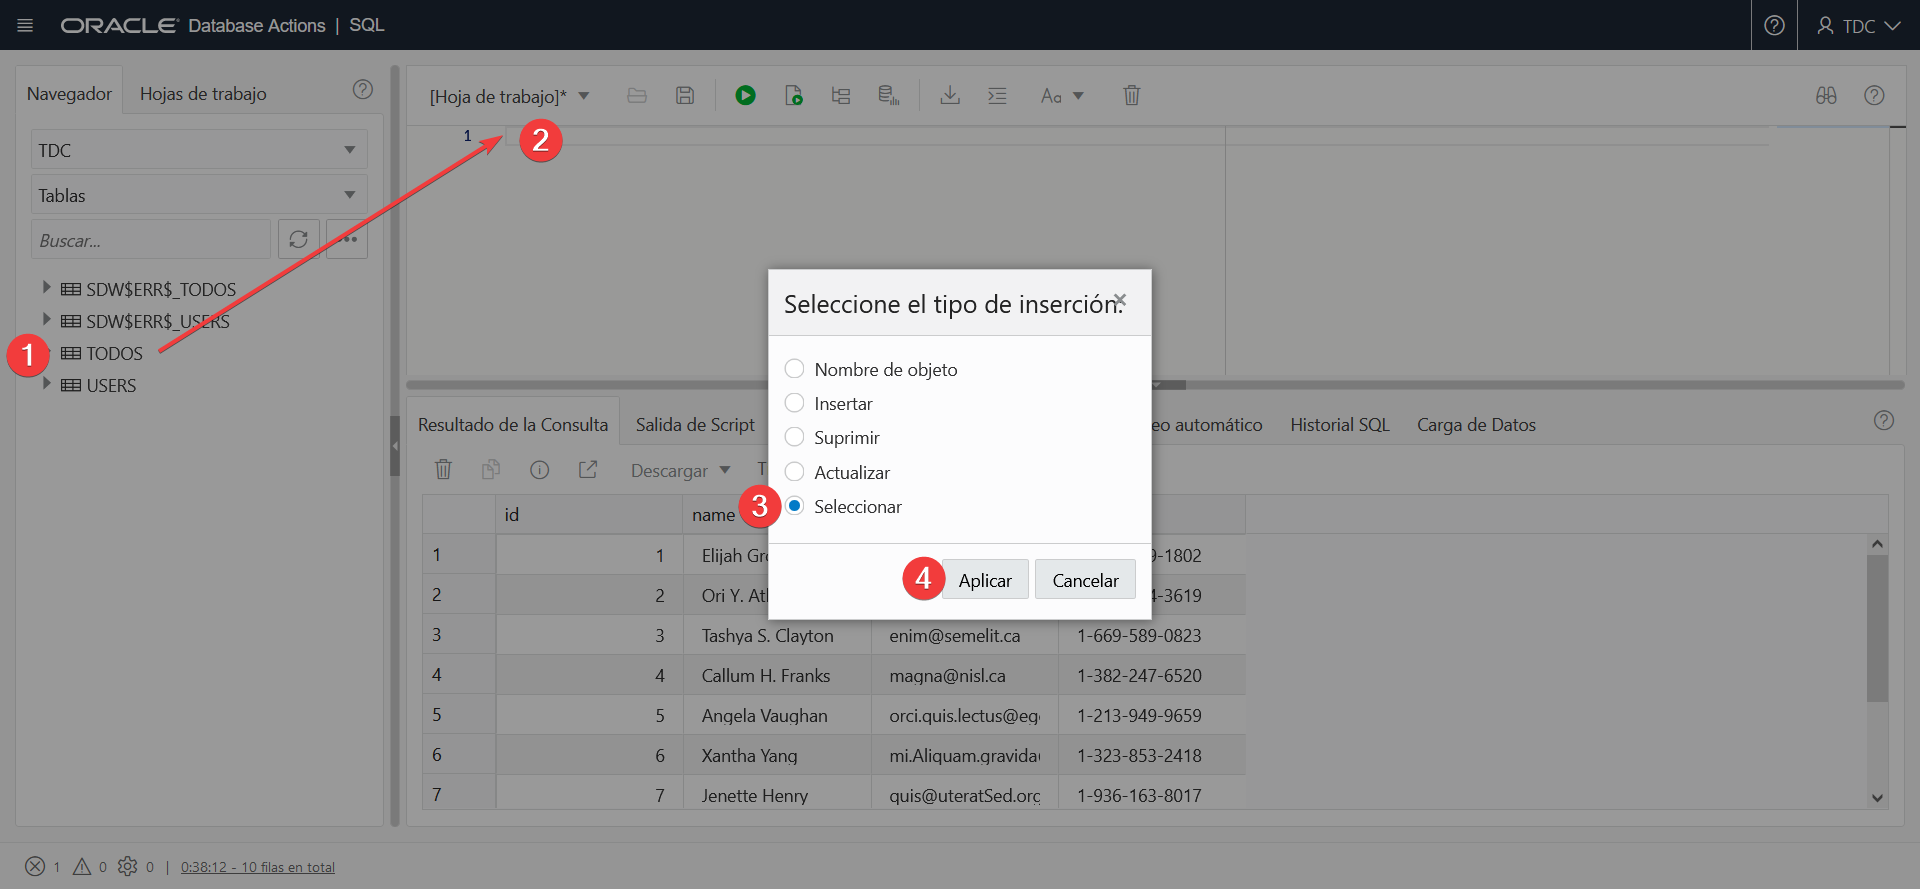 ORACLE Database Actions | SQL
TDC
Navegador
Hojas de trabajo
[Hoja de trabajo]*
Aa
1
2
TDC
Tablas
Buscar...
SDW$ERR$_TODOS
SDW$ERR$_USERS
1
TODOS
USERS
Seleccione el tipo de inserción.
Nombre de objeto
Insertar
Suprimir
Actualizar
3
Seleccionar
4
Aplicar
Cancelar
Resultado de la Consulta
Salida de Script
eo automático
Historial SQL
Carga de Datos
Descargar
T
id
name
1 1 Elijah Gr 9-1802
2 2 Ori Y. At 4-3619
3 3 Tashya S. Clayton enim@semelit.ca 1-669-589-0823
4 4 Callum H. Franks magna@nisl.ca 1-382-247-6520
5 5 Angela Vaughan orci.quis.lectus@eg 1-213-949-9659
6 6 Xantha Yang mi.Aliquam.gravida 1-323-853-2418
7 7 Jenette Henry quis@uteratSed.org 1-936-163-8017
1 0 0 | 0:38:12 - 10 filas en total